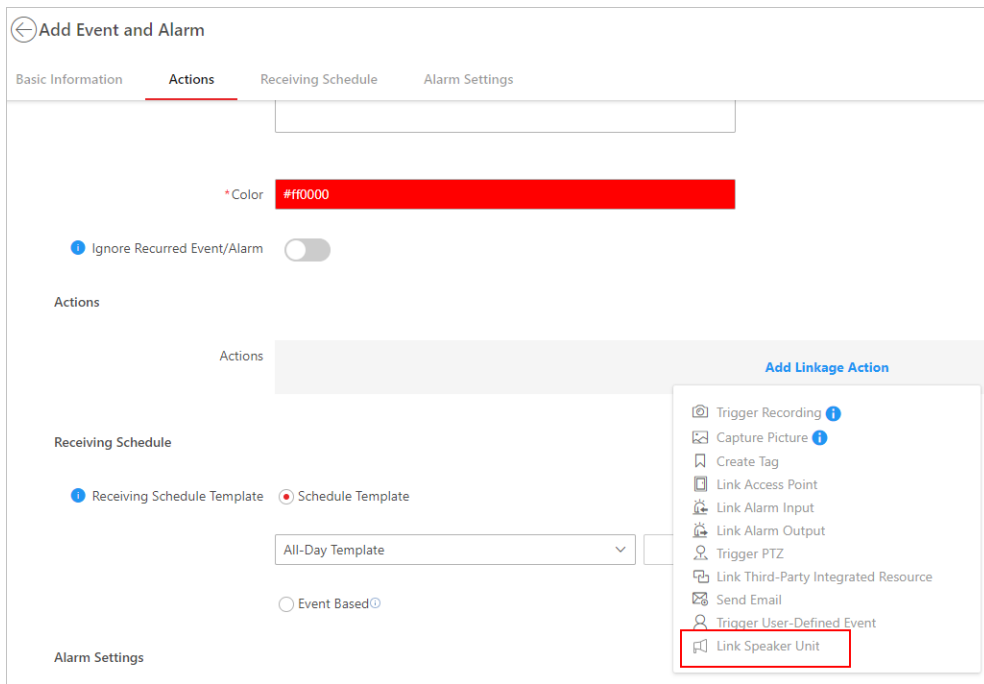 Add Event and Alarm
Basic Information Actions Receiving Schedule Alarm Settings
*Color #ff0000
Ignore Recurred Event/Alarm
Actions
Actions
Add Linkage Action
Trigger Recording
Capture Picture
Create Tag
Link Access Point
Link Alarm Input
Link Alarm Output
Trigger PTZ
Link Third-Party Integrated Resource
Send Email
Trigger User-Defined Event
Link Speaker Unit
Receiving Schedule
Receiving Schedule Template Schedule Template
All-Day Template
Event Based
Alarm Settings